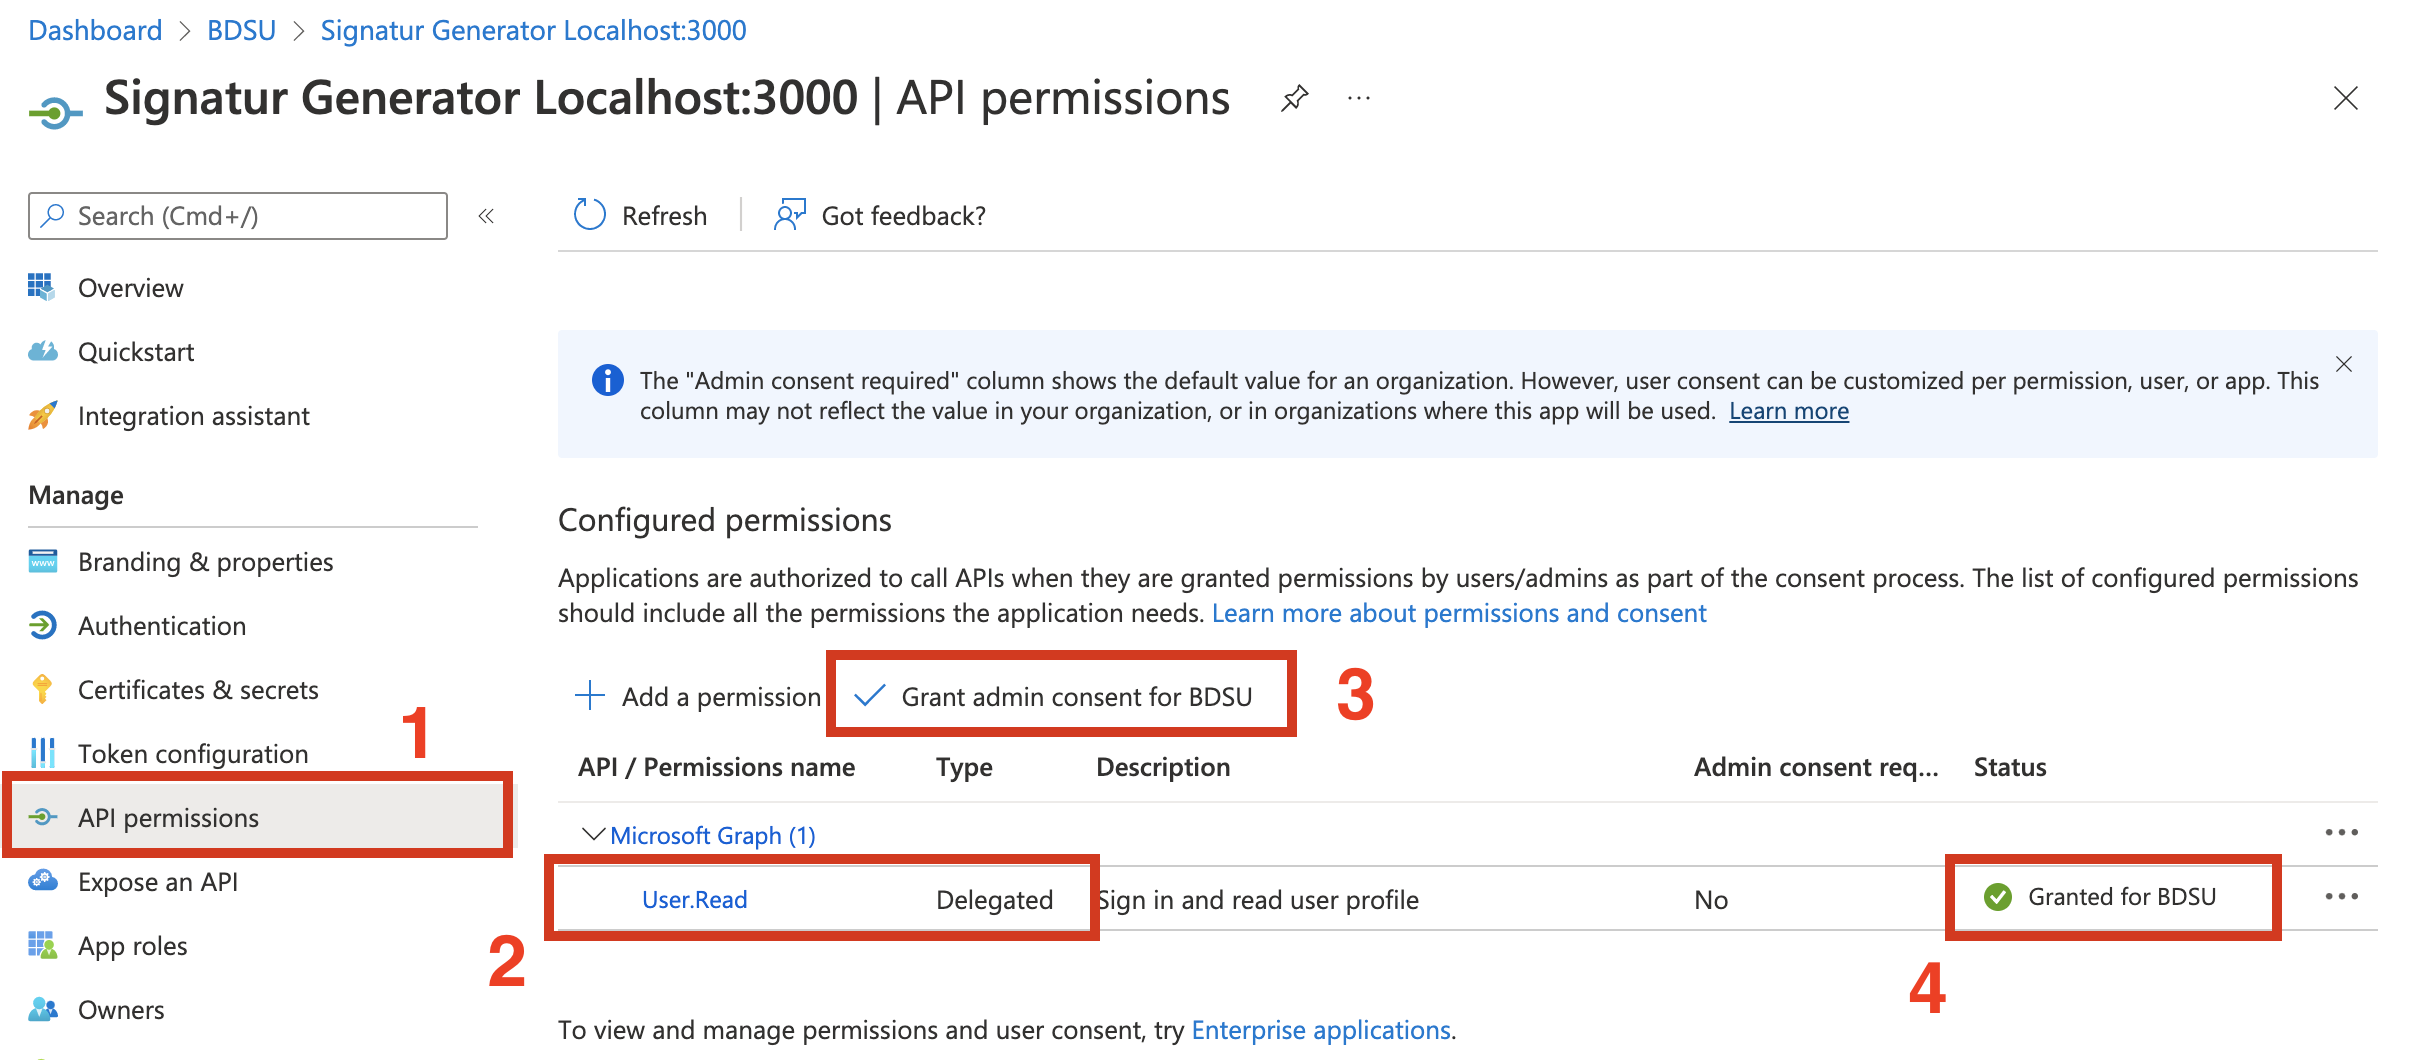 Dashboard > BDSU > Signatur Generator Localhost:3000
Signatur Generator Localhost:3000 | API permissions
Search (Cmd+/)
Refresh
Got feedback?
Overview
Quickstart
Integration assistant
The "Admin consent required" column shows the default value for an organization. However, user consent can be customized per permission, user, or app. This
column may not reflect the value in your organization, or in organizations where this app will be used. Learn more
Manage
Branding & properties
Authentication
Certificates & secrets
Token configuration
1
API permissions
Expose an API
App roles
Owners
Configured permissions
Applications are authorized to call APIs when they are granted permissions by users/admins as part of the consent process. The list of configured permissions
should include all the permissions the application needs. Learn more about permissions and consent
Add a permission
Grant admin consent for BDSU
3
API / Permissions name Type Description Admin consent req... Status
Microsoft Graph (1)
User.Read Delegated Sign in and read user profile No Granted for BDSU
2
4
To view and manage permissions and user consent, try Enterprise applications.